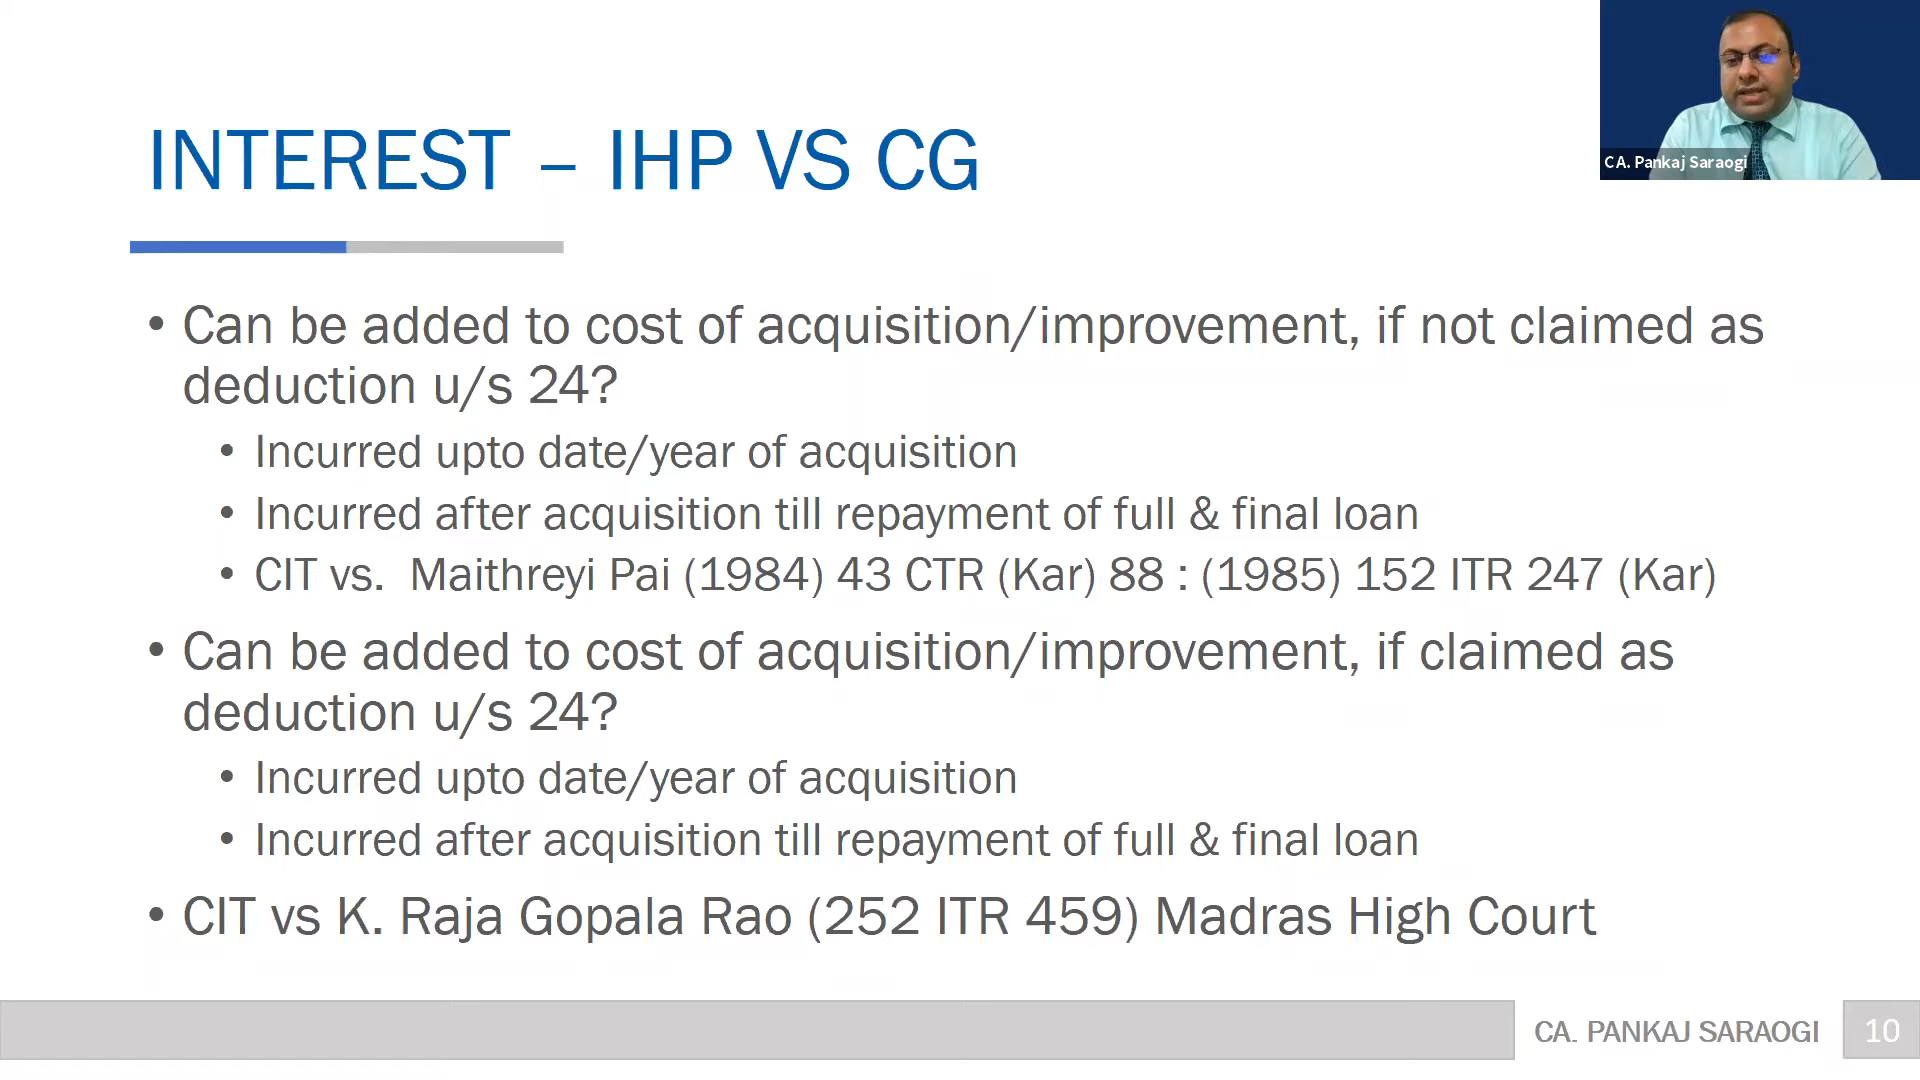 CA. Pankaj Saraogi
INTEREST – IHP VS CG
• Can be added to cost of acquisition/improvement, if not claimed as
deduction u/s 24?
• Incurred upto date/year of acquisition
• Incurred after acquisition till repayment of full & final loan
• CIT vs. Maithreyi Pai (1984) 43 CTR (Kar) 88 : (1985) 152 ITR 247 (Kar)
• Can be added to cost of acquisition/improvement, if claimed as
deduction u/s 24?
• Incurred upto date/year of acquisition
• Incurred after acquisition till repayment of full & final loan
• CIT vs K. Raja Gopala Rao (252 ITR 459) Madras High Court
CA. PANKAJ SARAOGI
10